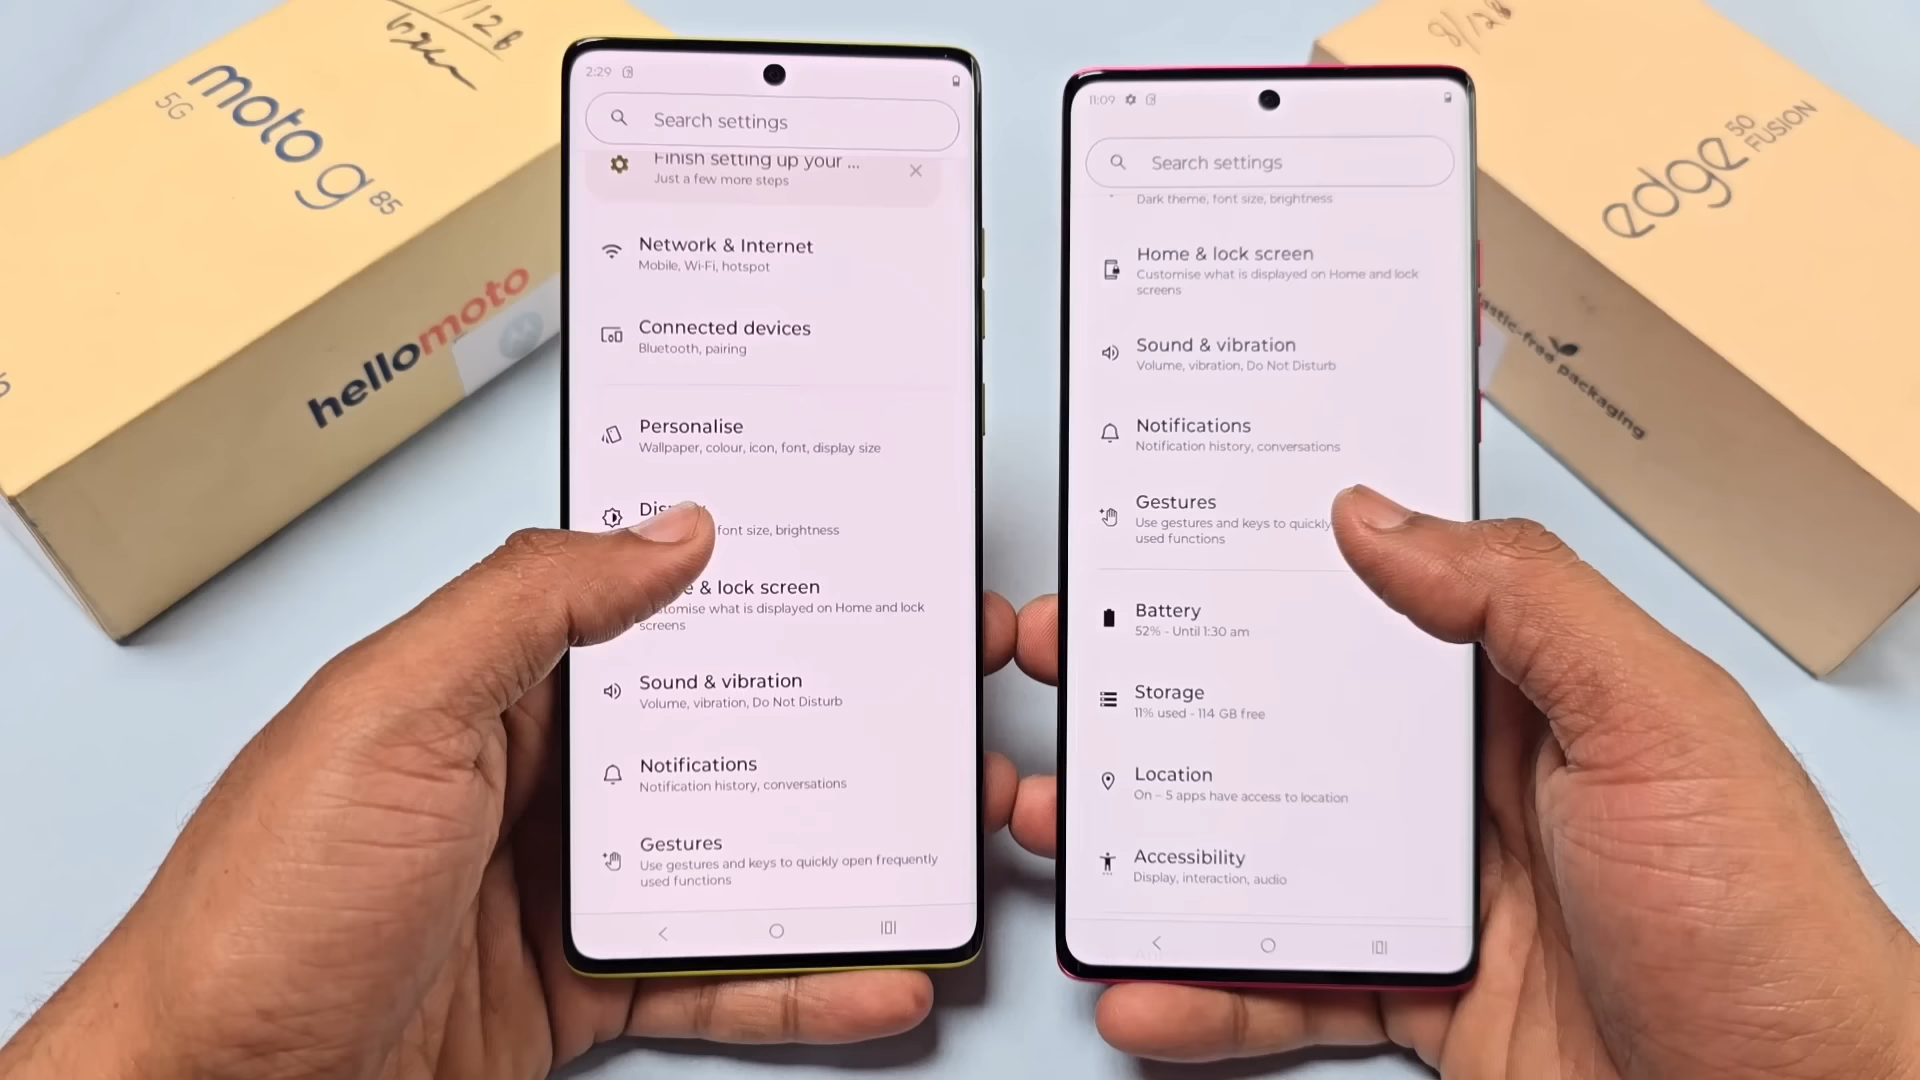 /12B
moto g85
5G
hellomoto
2:29
Search settings
Finish setting up your ...
Just a few more steps
Network & Internet
Mobile, Wi-Fi, hotspot
Connected devices
Bluetooth, pairing
Personalise
Wallpaper, colour, icon, font, display size
font size, brightness
& lock screen
Customise what is displayed on Home and lock
screens
Sound & vibration
Volume, vibration, Do Not Disturb
Notifications
Notification history, conversations
Gestures
Use gestures and keys to quickly open frequently
used functions
11:09
Search settings
Dark theme, font size, brightness
Home & lock screen
Customise what is displayed on Home and lock
screens
Sound & vibration
Volume, vibration, Do Not Disturb
Notifications
Notification history, conversations
Gestures
Use gestures and keys to quickly
used functions
Battery
52% - Until 1:30 am
Storage
11% used - 114 GB free
Location
On – 5 apps have access to location
Accessibility
Display, interaction, audio
8/128
edge 50
FUSION
astic-free packaging